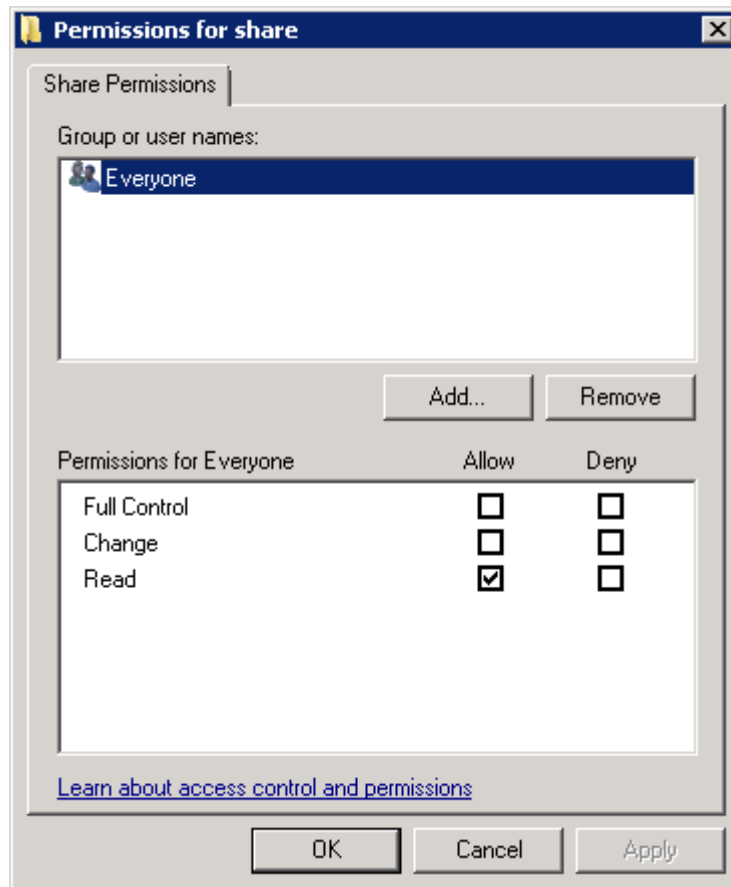 Permissions for share
Share Permissions
Group or user names:
Everyone
Add... Remove
Permissions for Everyone Allow Deny
Full Control
Change
Read
Learn about access control and permissions
OK Cancel Apply